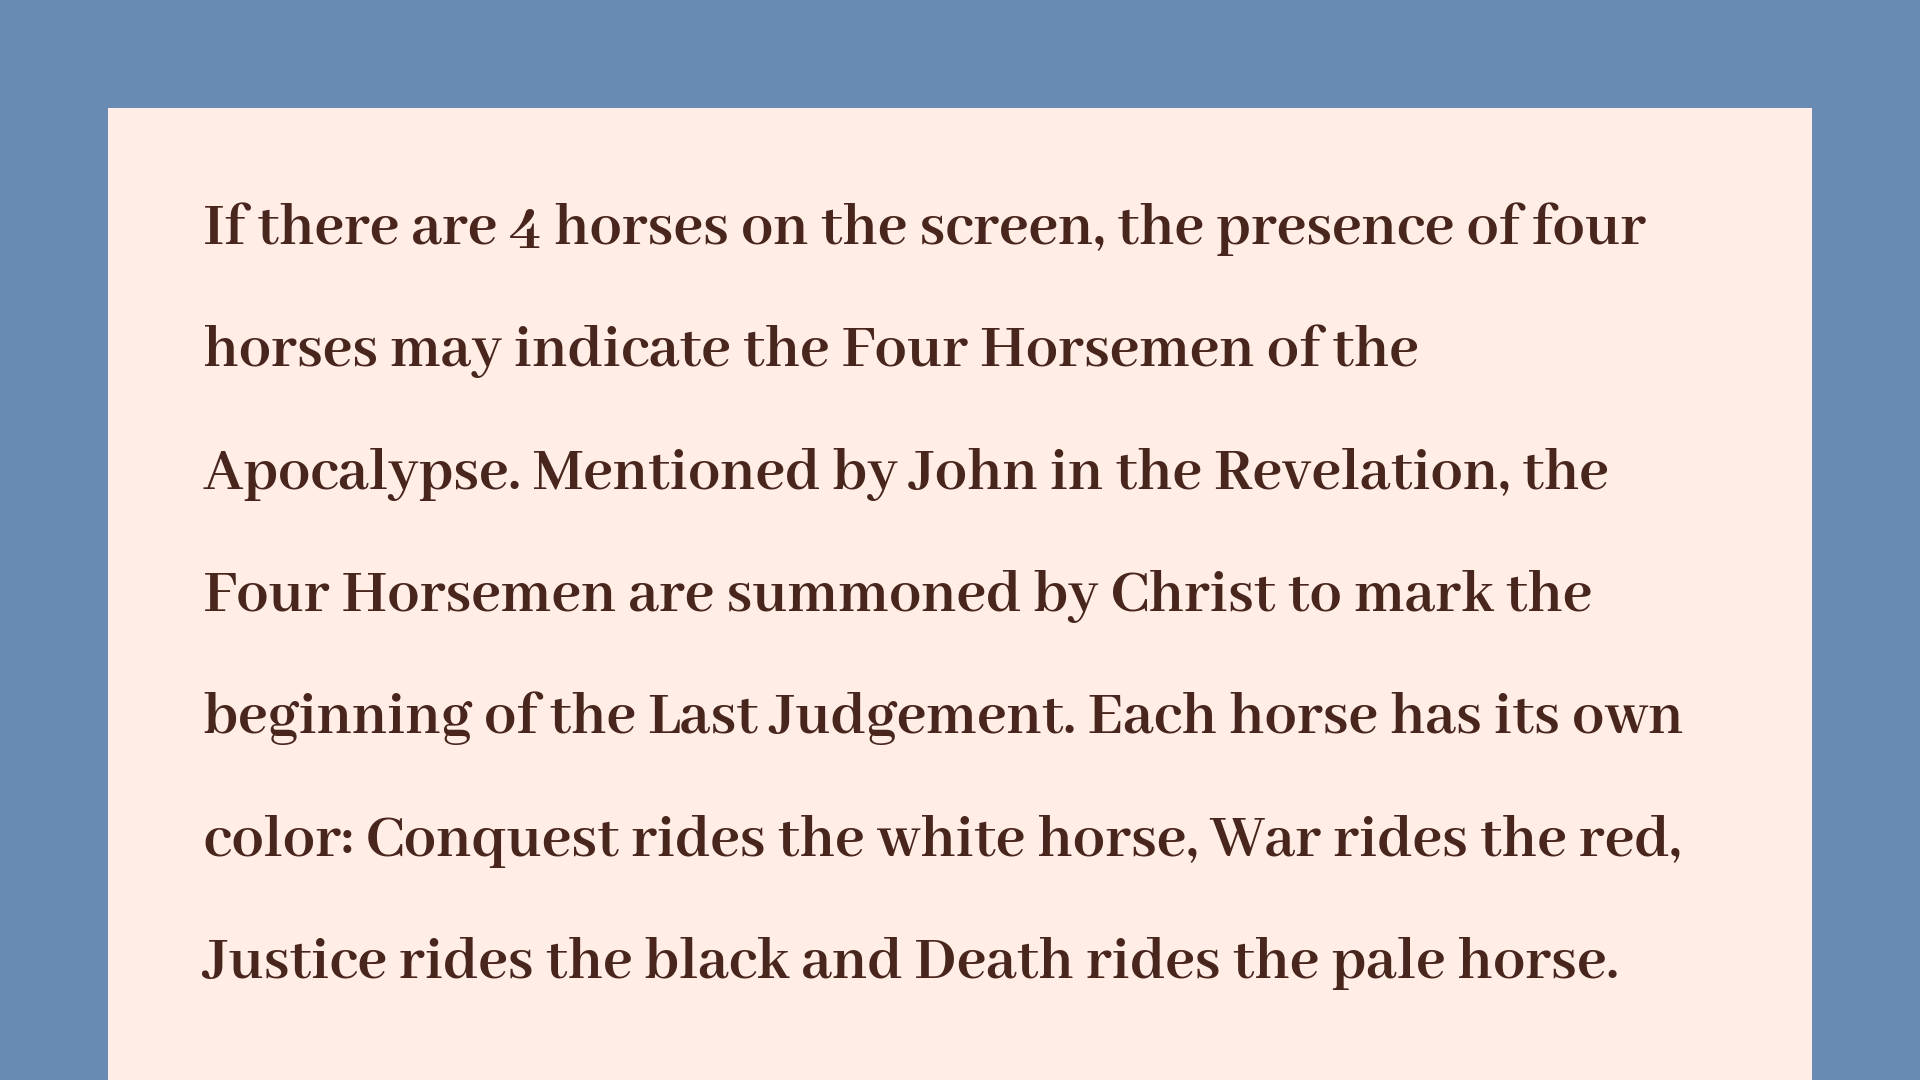 If there are 4 horses on the screen, the presence of four
horses may indicate the Four Horsemen of the
Apocalypse. Mentioned by John in the Revelation, the
Four Horsemen are summoned by Christ to mark the
beginning of the Last Judgement. Each horse has its own
color: Conquest rides the white horse, War rides the red,
Justice rides the black and Death rides the pale horse.